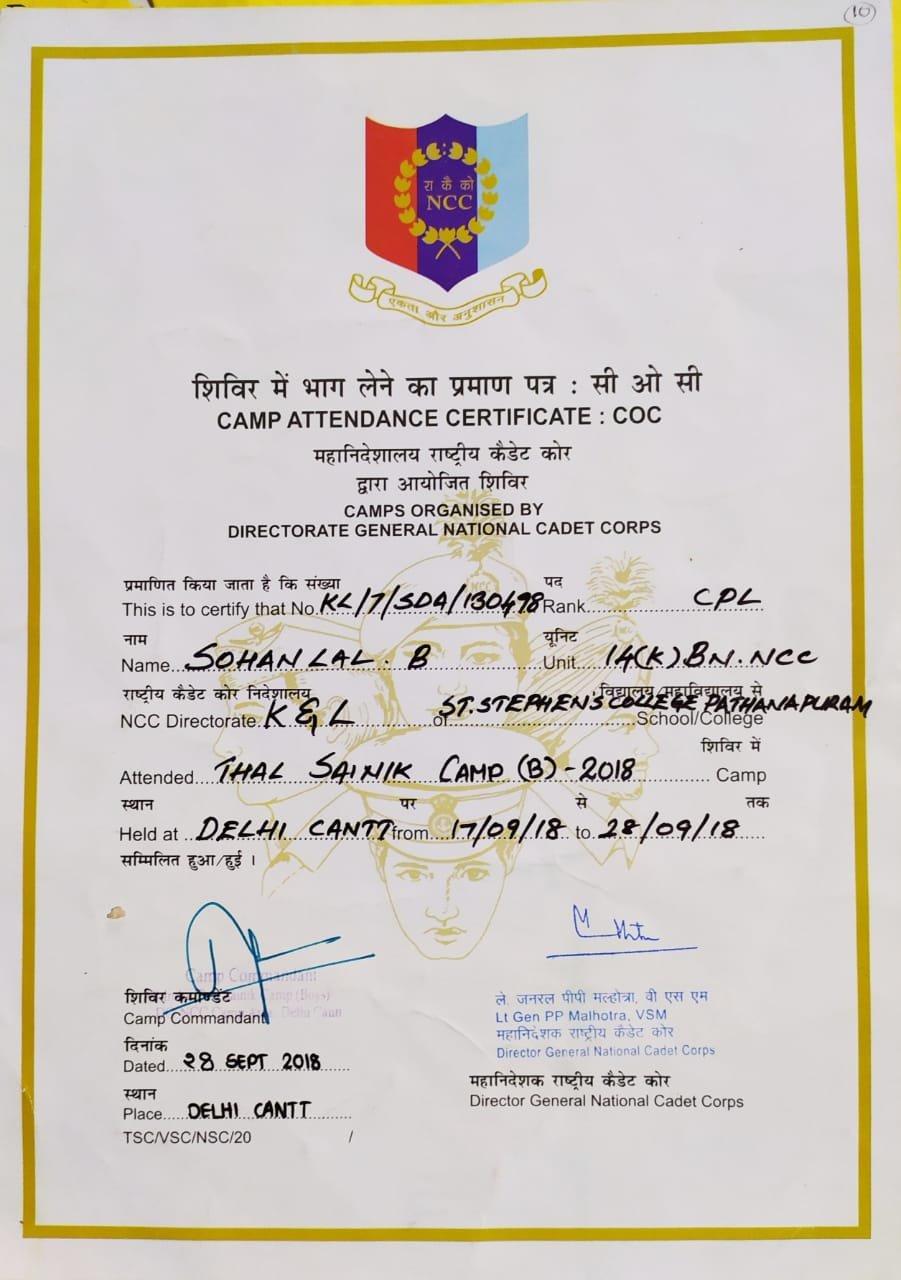 10
रा कै को
NCC
एकता और अनुशासन
शिविर में भाग लेने का प्रमाण पत्र : सी ओ सी
CAMP ATTENDANCE CERTIFICATE : COC
महानिदेशालय राष्ट्रीय कैडेट कोर
द्वारा आयोजित शिविर
CAMPS ORGANISED BY
DIRECTORATE GENERAL NATIONAL CADET CORPS
प्रमाणित किया जाता है कि संख्या पद
This is to certify that No. KL/7/SDA/130498 Rank CPL
नाम यूनिट
Name SOHAN LAL. B Unit 14(K) BN. NCC
राष्ट्रीय कैडेट कोर निदेशालय विद्यालय/महाविद्यालय से
NCC Directorate K & L of ST. STEPHEN'S COLLEGE PATHANAPURAM School/College
शिविर में
Attended THAL SAINIK CAMP (B) - 2018 Camp
स्थान पर से तक
Held at DELHI CANTT from 17/09/18 to 28/09/18
सम्मिलित हुआ/हुई ।
Camp Commandant
Camp (Boys)
Delhi Cantt
शिविर कमाण्डेंट
Camp Commandant
दिनांक
Dated 28 SEPT 2018
स्थान
Place DELHI CANTT
TSC/VSC/NSC/20 /
ले. जनरल पीपी मल्होत्रा, वी एस एम
Lt Gen PP Malhotra, VSM
महानिदेशक राष्ट्रीय कैडेट कोर
Director General National Cadet Corps
महानिदेशक राष्ट्रीय कैडेट कोर
Director General National Cadet Corps